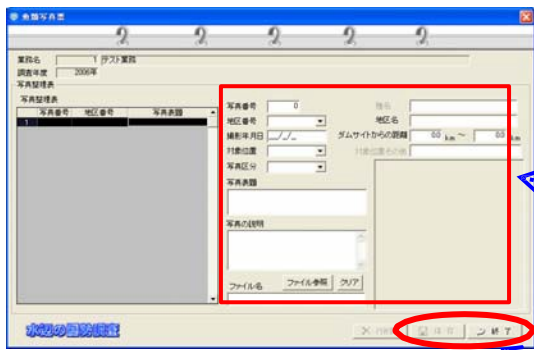 魚類写真票
業務名 1 テスト業務
調査年度 2006年
写真整理表
写真整理表
写真番号 地区番号 写真表題
1
写真番号 0 種名
地区番号 地区名
撮影年月日 _/_/_ ダムサイトからの距離 0.0 km ～ 0.0 km
対象位置 対象位置その他
写真区分
写真表題
写真の説明
ファイル名 ファイル参照 クリア
水辺の国勢調査
保存 終了